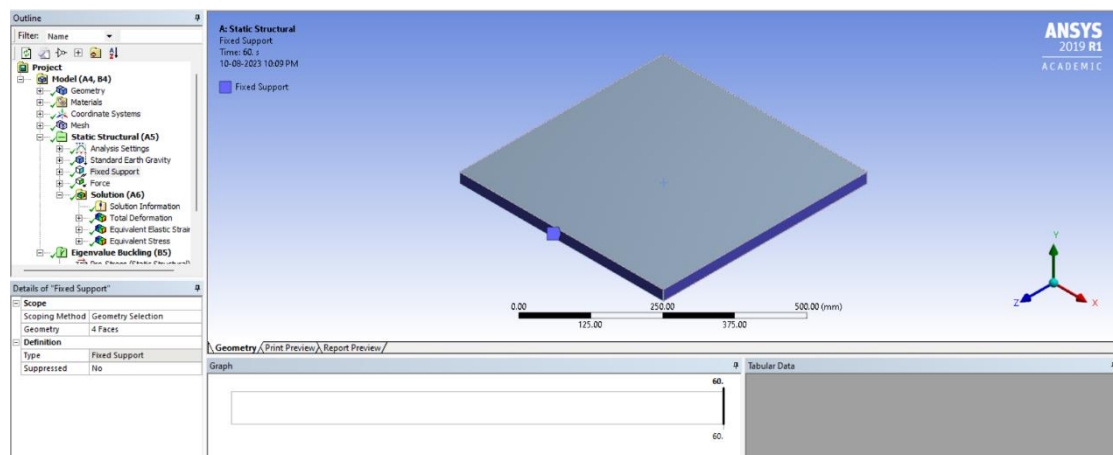 Outline
Filter: Name
Project
Model (A4, B4)
Geometry
Materials
Coordinate Systems
Mesh
Static Structural (A5)
Analysis Settings
Standard Earth Gravity
Fixed Support
Force
Solution (A6)
Solution Information
Total Deformation
Equivalent Elastic Strain
Equivalent Stress
Eigenvalue Buckling (B5)
Details of "Fixed Support"
Scope
Scoping Method Geometry Selection
Geometry 4 Faces
Definition
Type Fixed Support
Suppressed No
A: Static Structural
Fixed Support
Time: 60. s
10-08-2023 10:09 PM
Fixed Support
ANSYS
2019 R1
ACADEMIC
Y
Z X
0.00 250.00 500.00 (mm)
125.00 375.00
Geometry Print Preview Report Preview
Graph
60.
60.
Tabular Data